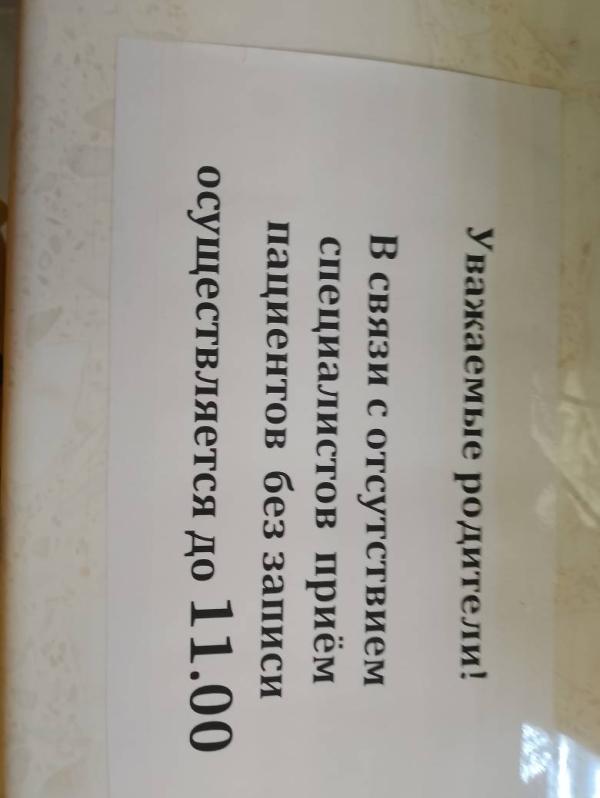 Уважаемые родители!
В связи с отсутствием
специалистов приём
пациентов без записи
осуществляется до 11.00